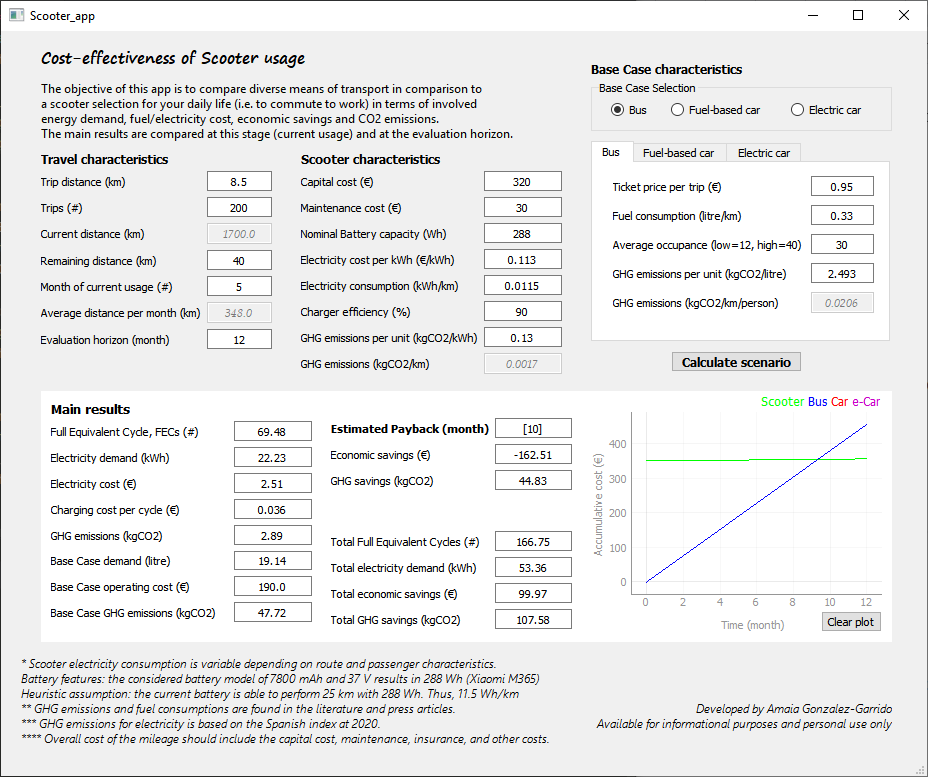 Scooter_app
Cost-effectiveness of Scooter usage
The objective of this app is to compare diverse means of transport in comparison to
a scooter selection for your daily life (i.e. to commute to work) in terms of involved
energy demand, fuel/electricity cost, economic savings and CO2 emissions.
The main results are compared at this stage (current usage) and at the evaluation horizon.
Travel characteristics
Trip distance (km) 8.5
Trips (#) 200
Current distance (km) 1700.0
Remaining distance (km) 40
Month of current usage (#) 5
Average distance per month (km) 348.0
Evaluation horizon (month) 12
Scooter characteristics
Capital cost (€) 320
Maintenance cost (€) 30
Nominal Battery capacity (Wh) 288
Electricity cost per kWh (€/kWh) 0.113
Electricity consumption (kWh/km) 0.0115
Charger efficiency (%) 90
GHG emissions per unit (kgCO2/kWh) 0.13
GHG emissions (kgCO2/km) 0.0017
Base Case characteristics
Base Case Selection
Bus Fuel-based car Electric car
Bus Fuel-based car Electric car
Ticket price per trip (€) 0.95
Fuel consumption (litre/km) 0.33
Average occupance (low=12, high=40) 30
GHG emissions per unit (kgCO2/litre) 2.493
GHG emissions (kgCO2/km/person) 0.0206
Calculate scenario
Main results
Full Equivalent Cycle, FECs (#) 69.48
Electricity demand (kWh) 22.23
Electricity cost (€) 2.51
Charging cost per cycle (€) 0.036
GHG emissions (kgCO2) 2.89
Base Case demand (litre) 19.14
Base Case operating cost (€) 190.0
Base Case GHG emissions (kgCO2) 47.72
Estimated Payback (month) [10]
Economic savings (€) -162.51
GHG savings (kgCO2) 44.83
Total Full Equivalent Cycles (#) 166.75
Total electricity demand (kWh) 53.36
Total economic savings (€) 99.97
Total GHG savings (kgCO2) 107.58
Scooter Bus Car e-Car
Accumulative cost (€)
400
300
200
100
0
0 2 4 6 8 10 12
Time (month)
Clear plot
* Scooter electricity consumption is variable depending on route and passenger characteristics.
Battery features: the considered battery model of 7800 mAh and 37 V results in 288 Wh (Xiaomi M365)
Heuristic assumption: the current battery is able to perform 25 km with 288 Wh. Thus, 11.5 Wh/km
** GHG emissions and fuel consumptions are found in the literature and press articles.
*** GHG emissions for electricity is based on the Spanish index at 2020.
**** Overall cost of the mileage should include the capital cost, maintenance, insurance, and other costs.
Developed by Amaia Gonzalez-Garrido
Available for informational purposes and personal use only